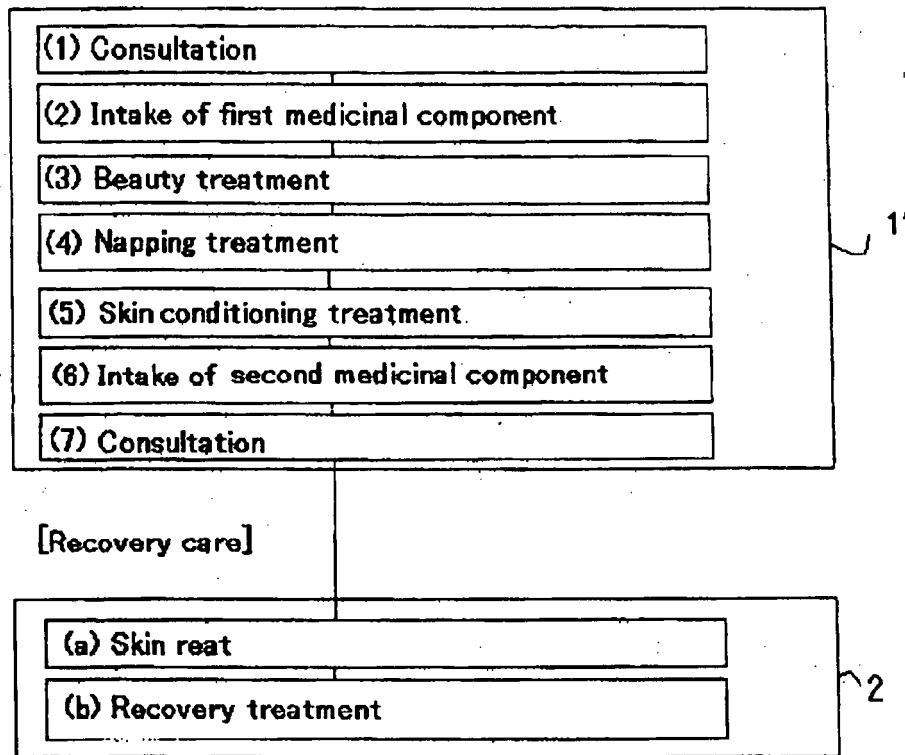 (1) Consultation
(2) Intake of first medicinal component
(3) Beauty treatment
(4) Napping treatment
1'
(5) Skin conditioning treatment
(6) Intake of second medicinal component
(7) Consultation
[Recovery care]
(a) Skin reat
2
(b) Recovery treatment